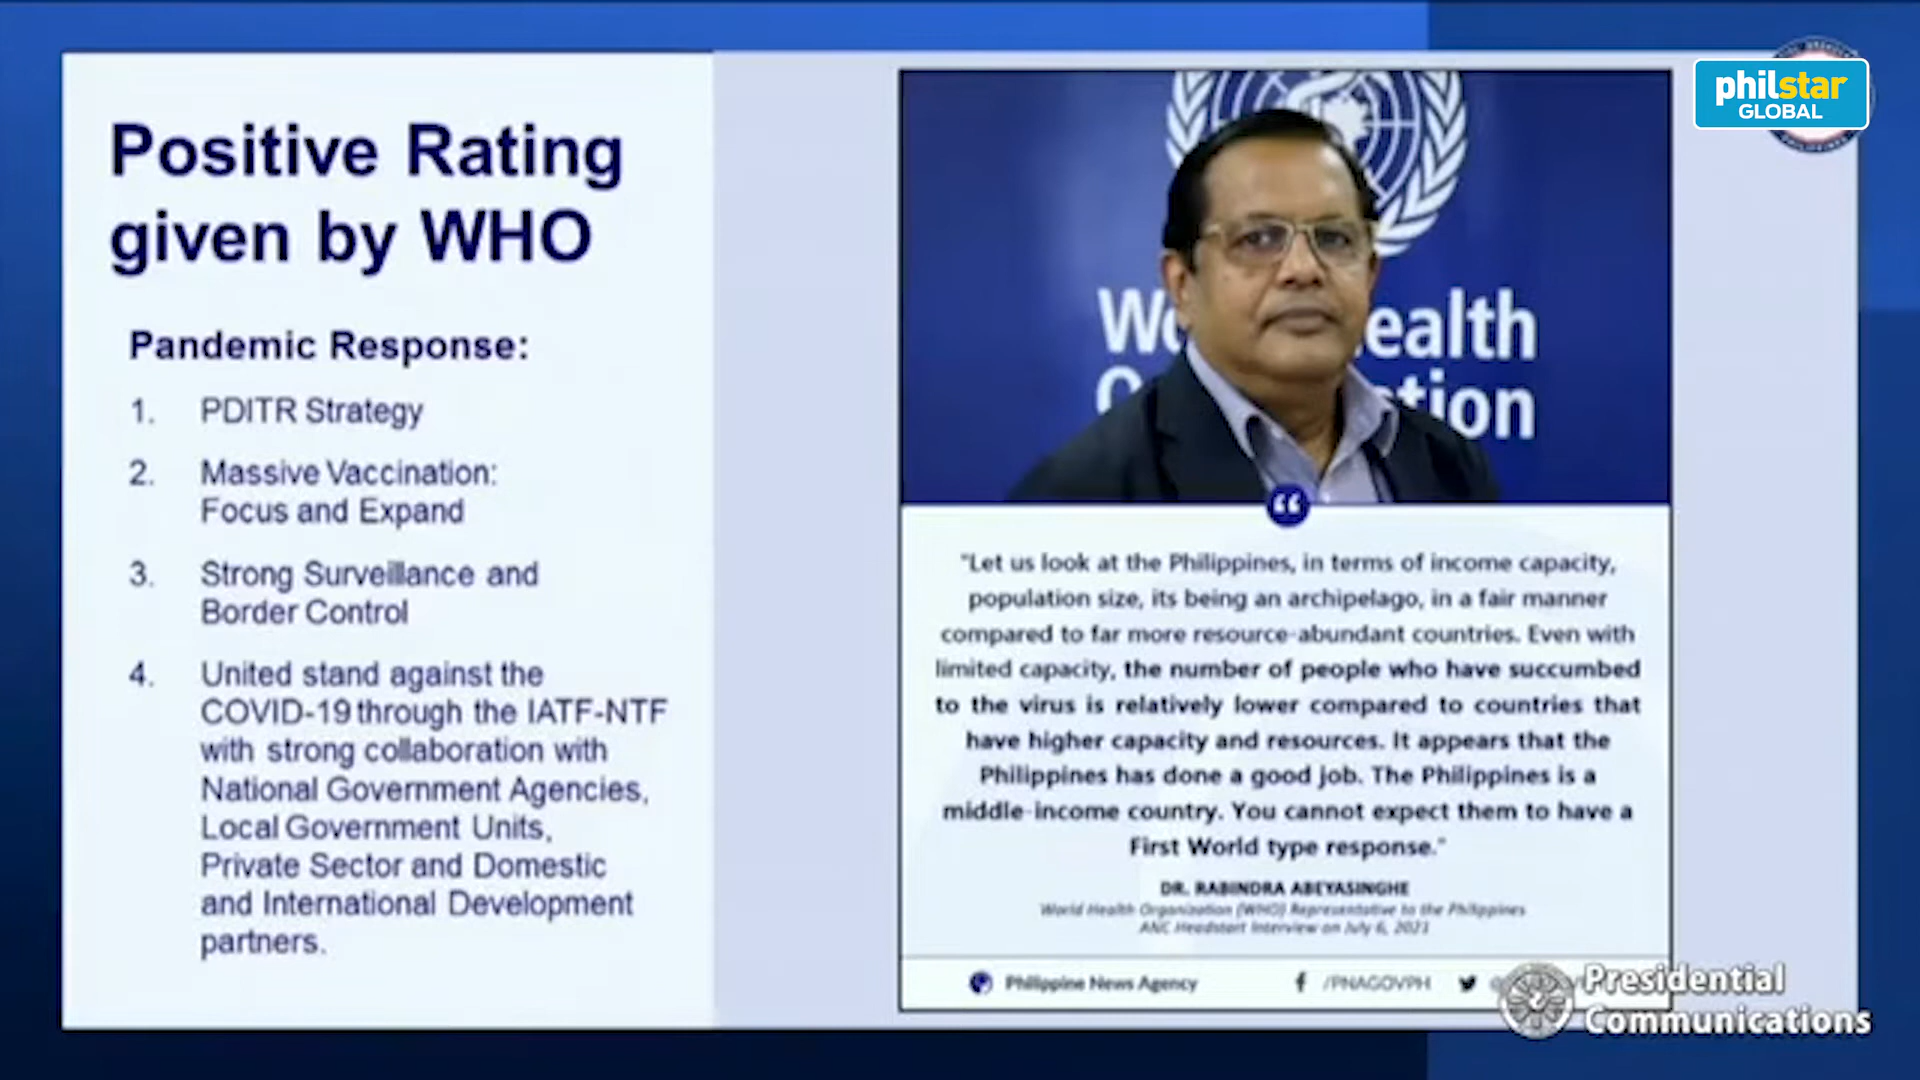 philstar
GLOBAL
Positive Rating
given by WHO
Pandemic Response:
1. PDITR Strategy
2. Massive Vaccination:
Focus and Expand
3. Strong Surveillance and
Border Control
4. United stand against the
COVID-19 through the IATF-NTF
with strong collaboration with
National Government Agencies,
Local Government Units,
Private Sector and Domestic
and International Development
partners.
ealth
tion
"Let us look at the Philippines, in terms of income capacity,
population size, its being an archipelago, in a fair manner
compared to far more resource-abundant countries. Even with
limited capacity, the number of people who have succumbed
to the virus is relatively lower compared to countries that
have higher capacity and resources. It appears that the
Philippines has done a good job. The Philippines is a
middle-income country. You cannot expect them to have a
First World type response."
DR. RABINDRA ABEYASINGHE
World Health Organization (WHO) Representative to the Philippines
ANC Headstart Interview on July 6, 2021
Philippine News Agency /PNAGOVPH
Presidential
Communications